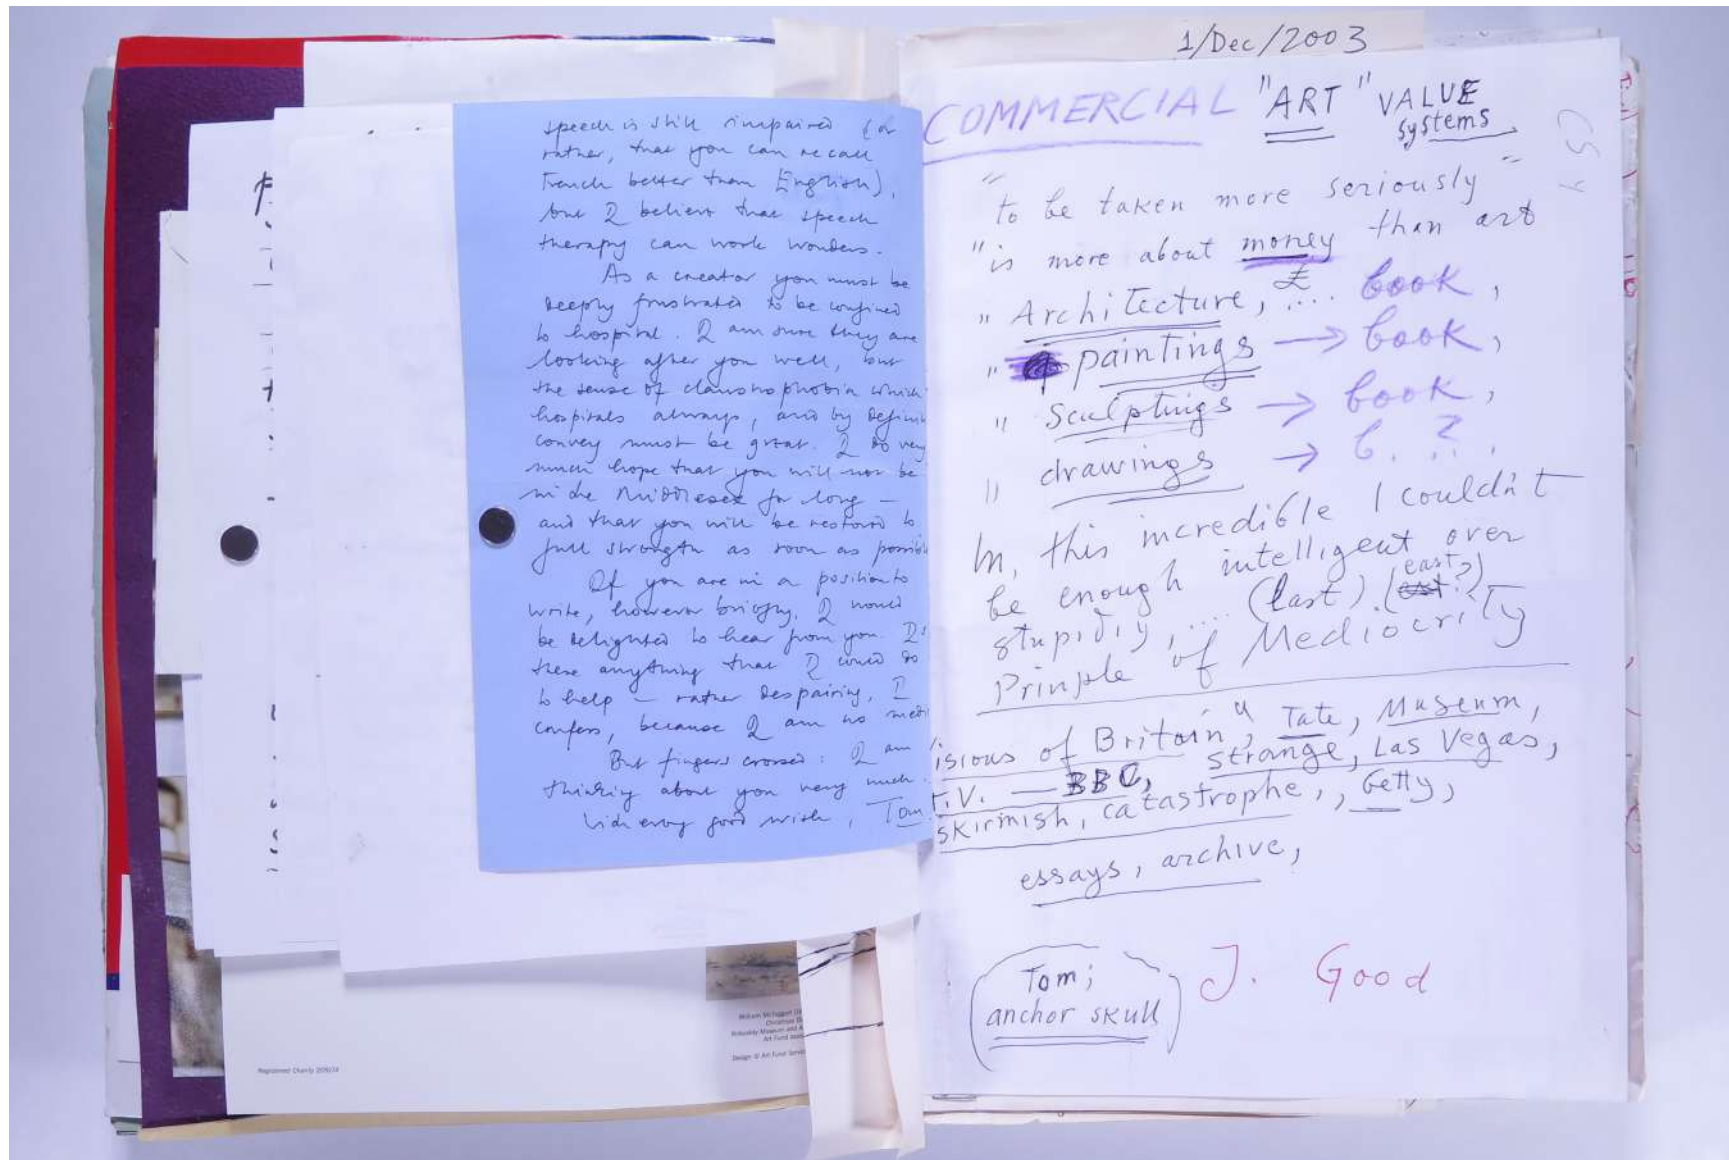 speech is still impaired (or
rather, that you can recall
French better than English),
but I believe that speech
therapy can work wonders.
As a creator you must be
deeply frustrated to be confined
to hospital. I am sure they are
looking after you well, but
the sense of claustrophobia which
hospitals always, and by defini
convey must be great. I do very
much hope that you will not be
in the Middlesex for long —
and that you will be restored to
full strength as soon as possibl
If you are in a position to
write, however briefly, I would
be delighted to hear from you. Is
there anything that I could do
to help — rather despairing, I
confess, because I am no medi
But fingers crossed: I am
thinking about you very much.
With every good wish, Tom.
Registered Charity 209174
1/Dec/2003
COMMERCIAL "ART" VALUE
systems
"to be taken more seriously"
"is more about money than art
£
" Architecture, .... book,
" paintings → book,
" sculptings → book,
" drawings → b. . ? . .
In, this incredible I couldn't
be enough intelligent over
stupidiy, .... (last). (east?)
Prinple of Mediocrity
isious of Britain", Tate, Museum,
T.V. — BBC, strange, Las Vegas,
skirmish, catastrophe, , Getty,
essays, archive,
Tom;
anchor skull
J. Good